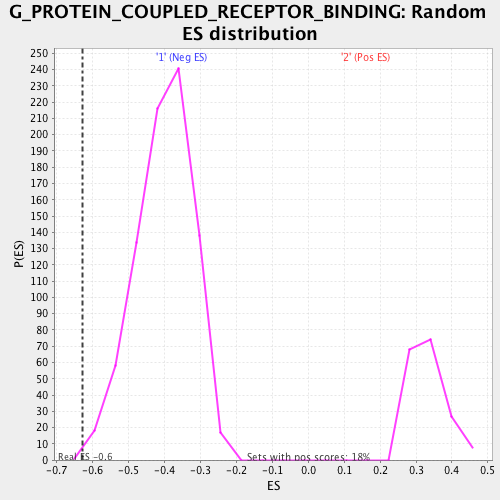 G_PROTEIN_COUPLED_RECEPTOR_BINDING: Random
ES distribution
'1' (Neg ES)
'2' (Pos ES)
250
240
230
220
210
200
190
180
170
160
150
140
130
120
110
100
90
80
70
60
50
40
30
20
10
0
P(ES)
Real ES -0.6
Sets with pos scores: 18%
-0.7 -0.6 -0.5 -0.4 -0.3 -0.2 -0.1 0.0 0.1 0.2 0.3 0.4 0.5
ES